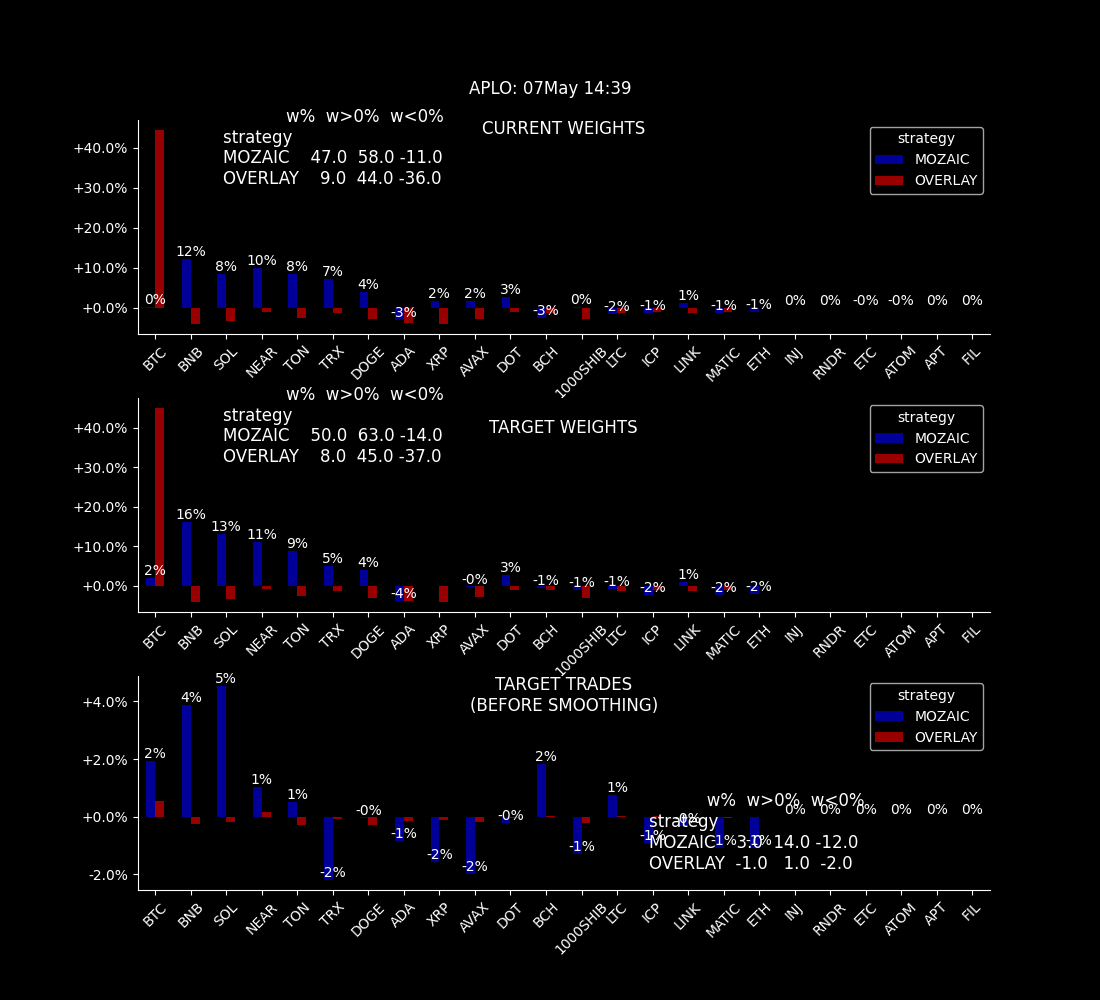 APLO: 07May 14:39
w% w>0% w<0%
strategy
MOZAIC 47.0 58.0 -11.0
OVERLAY 9.0 44.0 -36.0
CURRENT WEIGHTS
strategy
MOZAIC
OVERLAY
+40.0%
+30.0%
+20.0%
+10.0%
+0.0%
0% 12% 8% 10% 8% 7% 4% -3% 2% 2% 3% -3% 0% -2% -1% 1% -1% -1% 0% 0% -0% -0% 0% 0%
BTC BNB SOL NEAR TON TRX DOGE ADA XRP AVAX DOT BCH 1000SHIB LTC ICP LINK MATIC ETH INJ RNDR ETC ATOM APT FIL
w% w>0% w<0%
strategy
MOZAIC 50.0 63.0 -14.0
OVERLAY 8.0 45.0 -37.0
TARGET WEIGHTS
strategy
MOZAIC
OVERLAY
+40.0%
+30.0%
+20.0%
+10.0%
+0.0%
2% 16% 13% 11% 9% 5% 4% -4% -0% 3% -1% -1% -1% -2% 1% -2% -2%
BTC BNB SOL NEAR TON TRX DOGE ADA XRP AVAX DOT BCH 1000SHIB LTC ICP LINK MATIC ETH INJ RNDR ETC ATOM APT FIL
TARGET TRADES
(BEFORE SMOOTHING)
strategy
MOZAIC
OVERLAY
+4.0%
+2.0%
+0.0%
-2.0%
2% 4% 5% 1% 1% -2% -0% -1% -2% -2% -0% 2% -1% 1% -1% -0% -1% -1% 0% 0% 0% 0% 0% 0%
w% w>0% w<0%
strategy
MOZAIC 3.0 14.0 -12.0
OVERLAY -1.0 1.0 -2.0
BTC BNB SOL NEAR TON TRX DOGE ADA XRP AVAX DOT BCH 1000SHIB LTC ICP LINK MATIC ETH INJ RNDR ETC ATOM APT FIL